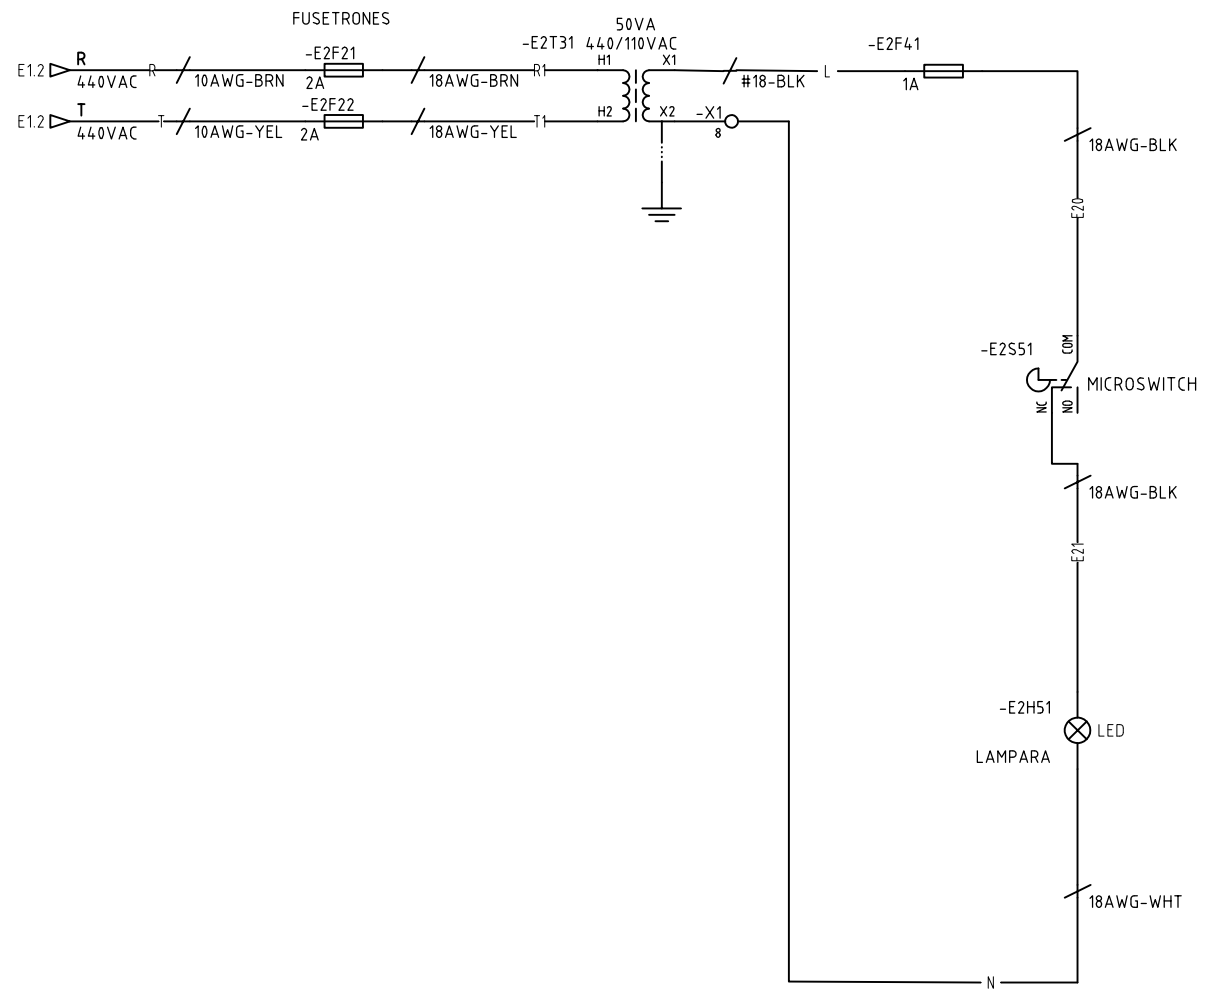 FUSETRONES
50VA
440/110VAC
-E2T31
-E2F21
-E2F41
E1.2
R
440VAC
R
10AWG-BRN
2A
18AWG-BRN
R1
H1
X1
#18-BLK
L
1A
E1.2
T
440VAC
T
10AWG-YEL
-E2F22
2A
18AWG-YEL
T1
H2
X2
-X1
8
18AWG-BLK
E20
-E2S51
COM
MICROSWITCH
NC
NO
18AWG-BLK
E21
-E2H51
LED
LAMPARA
18AWG-WHT
N